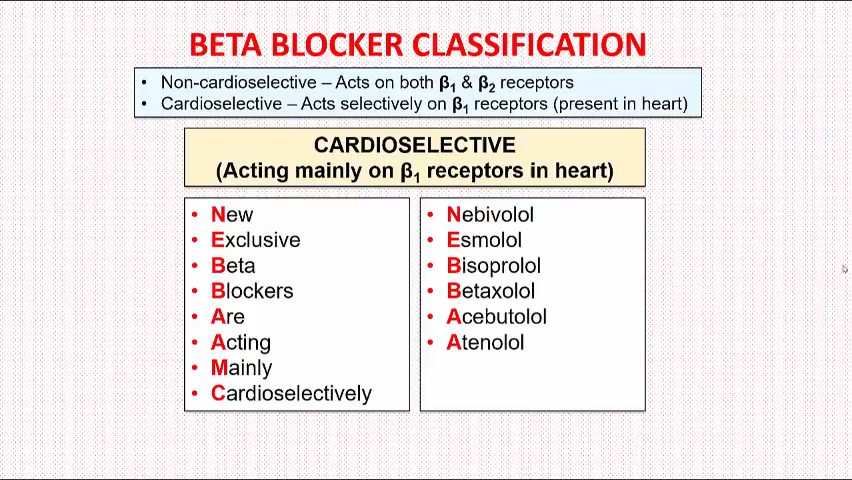 BETA BLOCKER CLASSIFICATION
• Non-cardioselective – Acts on both β₁ & β₂ receptors
• Cardioselective – Acts selectively on β₁ receptors (present in heart)
CARDIOSELECTIVE
(Acting mainly on β₁ receptors in heart)
• New
• Exclusive
• Beta
• Blockers
• Are
• Acting
• Mainly
• Cardioselectively
• Nebivolol
• Esmolol
• Bisoprolol
• Betaxolol
• Acebutolol
• Atenolol